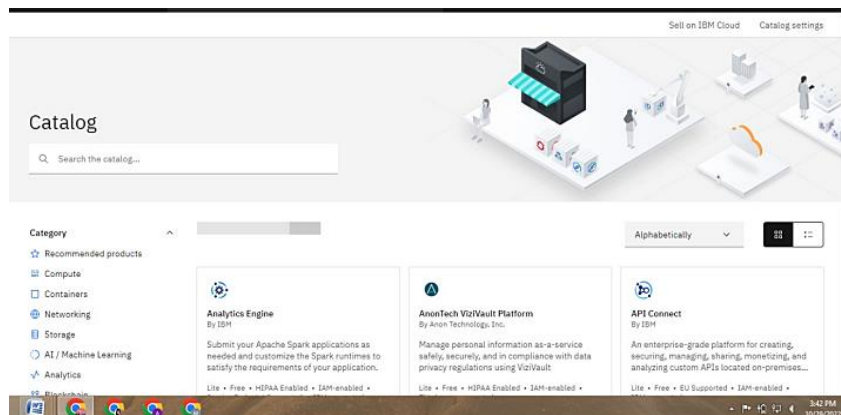 Sell on IBM Cloud Catalog settings
Catalog
Search the catalog...
Category
Alphabetically
Recommended products
Compute
Containers
Networking
Storage
AI / Machine Learning
Analytics
Blockchain
Analytics Engine
By IBM
Submit your Apache Spark applications as
needed and customize the Spark runtimes to
satisfy the requirements of your application.
Lite • Free • HIPAA Enabled • IAM-enabled •
AnonTech ViziVault Platform
By Anon Technology, Inc.
Manage personal information as-a-service
safely, securely, and in compliance with data
privacy regulations using ViziVault
Lite • Free • HIPAA Enabled • IAM-enabled •
API Connect
By IBM
An enterprise-grade platform for creating,
securing, managing, sharing, monetizing, and
analyzing custom APIs located on-premises...
Lite • Free • EU Supported • IAM-enabled •
3:42 PM